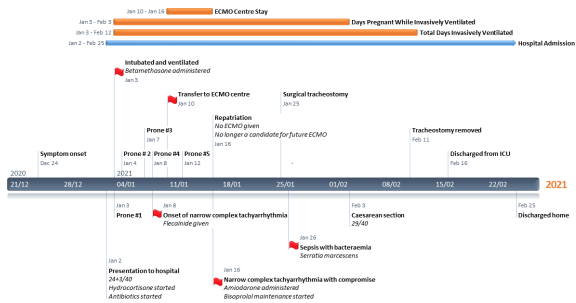 Jan 10 - Jan 16
ECMO Centre Stay
Jan 3 - Feb 3
Days Pregnant While Invasively Ventilated
Jan 3 - Feb 12
Total Days Invasively Ventilated
Jan 2 - Feb 25
Hospital Admission
Intubated and ventilated
Betamethasone administered
Jan 3
Transfer to ECMO centre
Jan 10
Surgical tracheostomy
Jan 25
Repatriation
No ECMO given
No longer a candidate for future ECMO
Jan 16
Prone #3
Jan 7
Tracheostomy removed
Feb 11
Symptom onset
Dec 24
Prone # 2
Jan 4
Prone #4
Jan 8
Prone #5
Jan 12
Discharged from ICU
Feb 16
2020
2021
21/12
28/12
04/01
11/01
18/01
25/01
01/02
08/02
15/02
22/02
2021
Jan 3
Prone #1
Jan 8
Onset of narrow complex tachyarrhythmia
Flecainide given
Feb 3
Caesarean section
29/40
Feb 25
Discharged home
Jan 26
Sepsis with bacteraemia
Serratia marcescens
Jan 2
Presentation to hospital
24+3/40
Hydrocortisone started
Antibiotics started
Jan 16
Narrow complex tachyarrhythmia with compromise
Amiodarone administered
Bisoprolol maintenance started